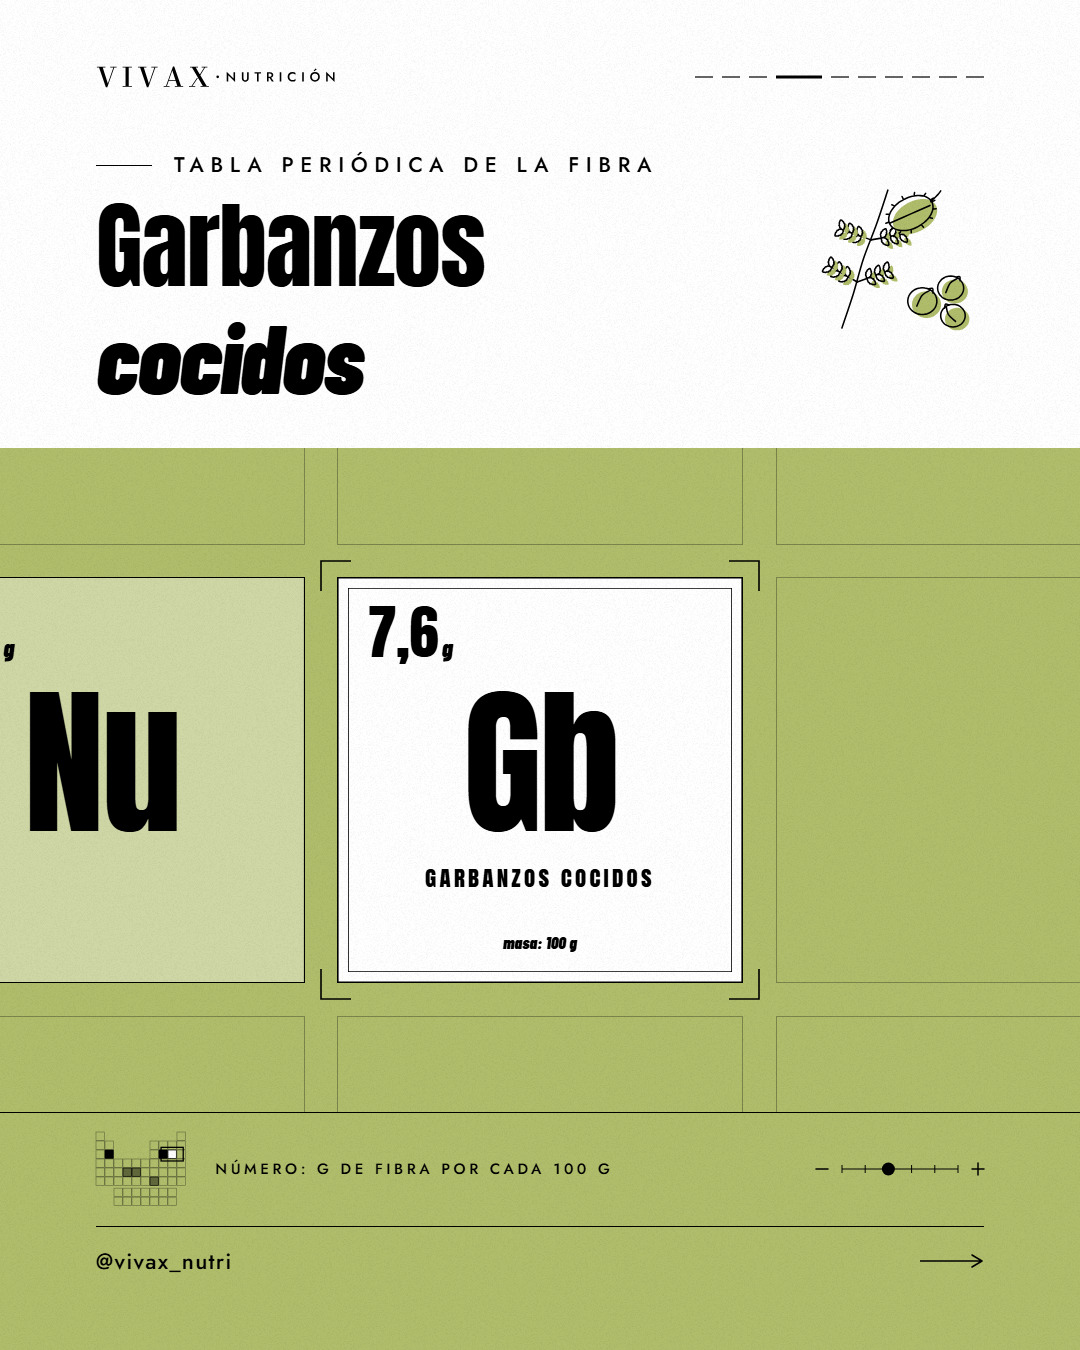 VIVAX·NUTRICIÓN
TABLA PERIÓDICA DE LA FIBRA
Garbanzos
cocidos
g
Nu
7,6 g
Gb
GARBANZOS COCIDOS
masa: 100 g
NÚMERO: G DE FIBRA POR CADA 100 G
@vivax_nutri